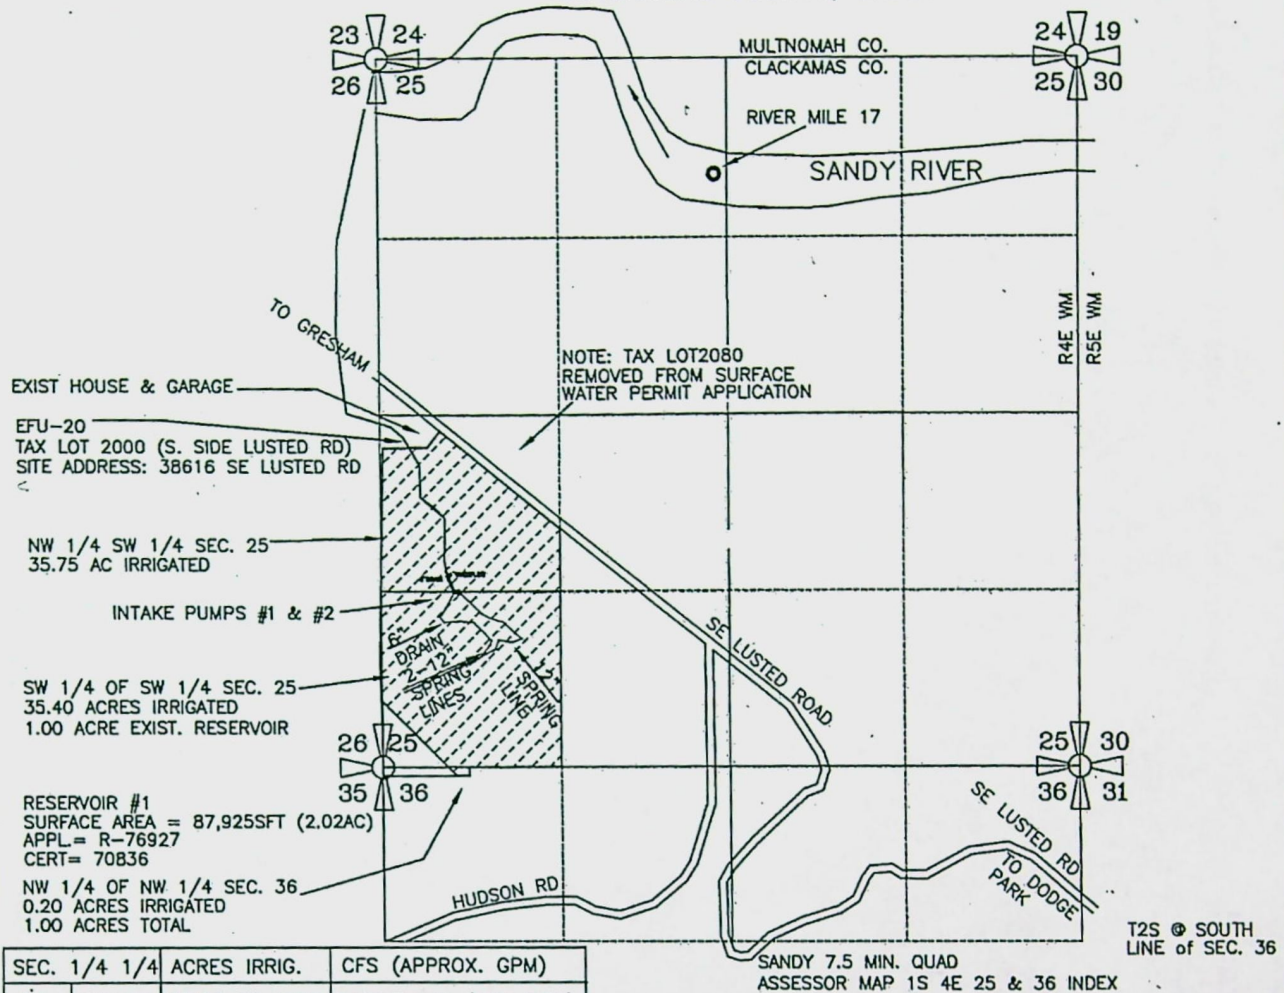 23 24
26 25
24 19
25 30
MULTNOMAH CO.
CLACKAMAS CO.
RIVER MILE 17
SANDY RIVER
R4E WM
R5E WM
TO GRESHAM
NOTE: TAX LOT2080
REMOVED FROM SURFACE
WATER PERMIT APPLICATION
EXIST HOUSE & GARAGE
EFU-20
TAX LOT 2000 (S. SIDE LUSTED RD)
SITE ADDRESS: 38616 SE LUSTED RD
NW 1/4 SW 1/4 SEC. 25
35.75 AC IRRIGATED
INTAKE PUMPS #1 & #2
6"
DRAIN
2-12"
SPRING
LINES
SPRING
LINE
SW 1/4 OF SW 1/4 SEC. 25
35.40 ACRES IRRIGATED
1.00 ACRE EXIST. RESERVOIR
SE LUSTED ROAD
26 25
35 36
25 30
36 31
RESERVOIR #1
SURFACE AREA = 87,925SFT (2.02AC)
APPL.= R-76927
CERT= 70836
NW 1/4 OF NW 1/4 SEC. 36
0.20 ACRES IRRIGATED
1.00 ACRES TOTAL
HUDSON RD
SE LUSTED RD
TO DODGE
PARK
T2S @ SOUTH
LINE of SEC. 36
SEC. 1/4 1/4 ACRES IRRIG. CFS (APPROX. GPM)
SANDY 7.5 MIN. QUAD
ASSESSOR MAP 1S 4E 25 & 36 INDEX